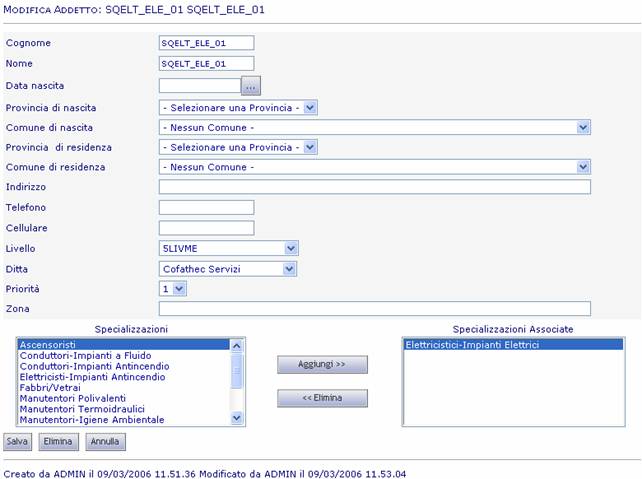 MODIFICA ADDETTO: SQELT_ELE_01 SQELT_ELE_01
Cognome SQELT_ELE_01
Nome SQELT_ELE_01
Data nascita ...
Provincia di nascita - Selezionare una Provincia -
Comune di nascita - Nessun Comune -
Provincia di residenza - Selezionare una Provincia -
Comune di residenza - Nessun Comune -
Indirizzo
Telefono
Cellulare
Livello 5LIVME
Ditta Cofathec Servizi
Priorità 1
Zona
Specializzazioni
Ascensoristi
Conduttori-Impianti a Fluido
Conduttori-Impianti Antincendio
Elettricisti-Impianti Antincendio
Fabbri/Vetrai
Manutentori Polivalenti
Manutentori Termoidraulici
Manutentori-Igiene Ambientale
Aggiungi >>
<< Elimina
Specializzazioni Associate
Elettricistici-Impianti Elettrici
Salva Elimina Annulla
Creato da ADMIN il 09/03/2006 11.51.36 Modificato da ADMIN il 09/03/2006 11.53.04